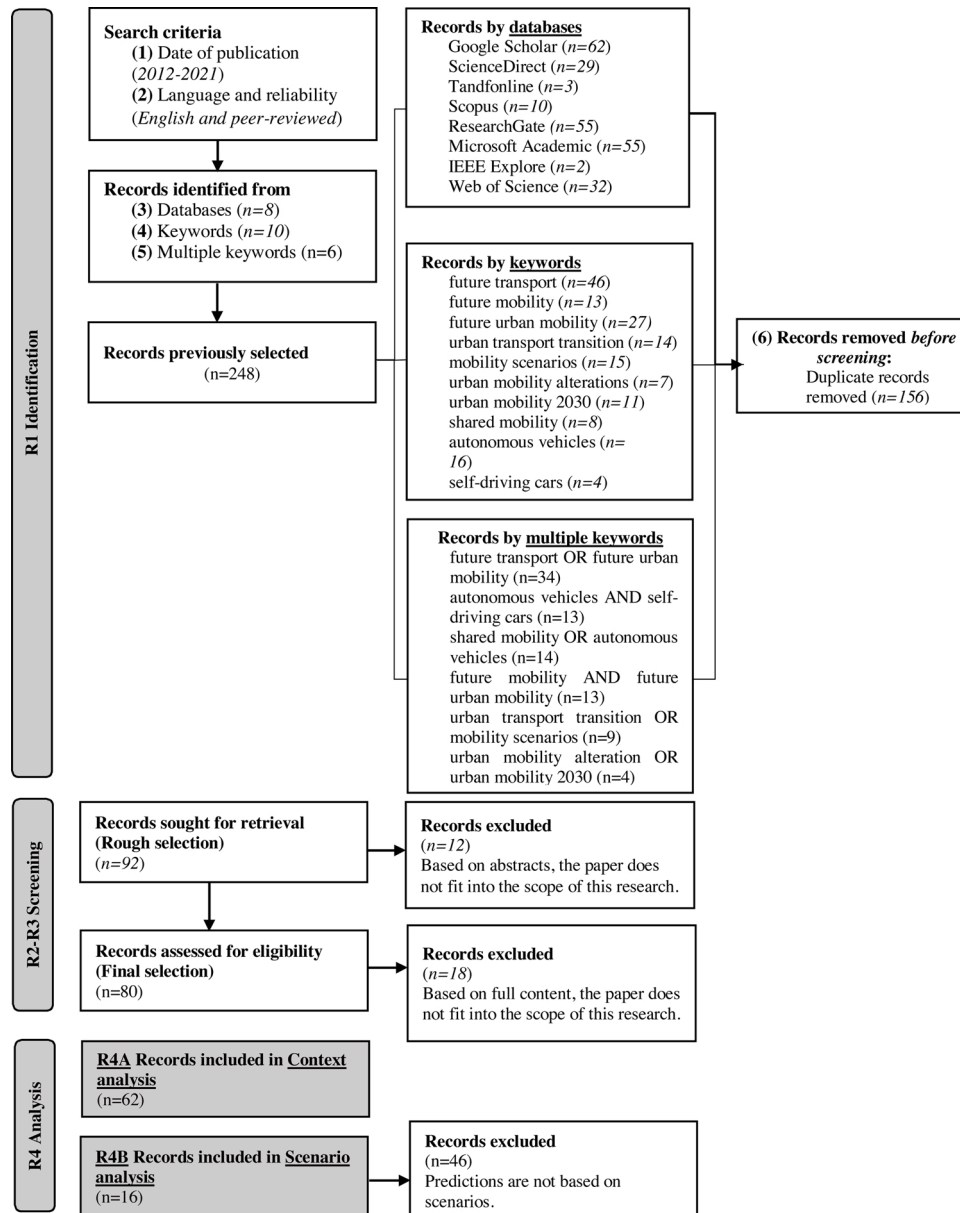 R1 Identification
Search criteria
(1) Date of publication
(2012-2021)
(2) Language and reliability
(English and peer-reviewed)
Records identified from
(3) Databases (n=8)
(4) Keywords (n=10)
(5) Multiple keywords (n=6)
Records previously selected
(n=248)
Records by databases
Google Scholar (n=62)
ScienceDirect (n=29)
Tandfonline (n=3)
Scopus (n=10)
ResearchGate (n=55)
Microsoft Academic (n=55)
IEEE Explore (n=2)
Web of Science (n=32)
Records by keywords
future transport (n=46)
future mobility (n=13)
future urban mobility (n=27)
urban transport transition (n=14)
mobility scenarios (n=15)
urban mobility alterations (n=7)
urban mobility 2030 (n=11)
shared mobility (n=8)
autonomous vehicles (n=
16)
self-driving cars (n=4)
Records by multiple keywords
future transport OR future urban
mobility (n=34)
autonomous vehicles AND self-
driving cars (n=13)
shared mobility OR autonomous
vehicles (n=14)
future mobility AND future
urban mobility (n=13)
urban transport transition OR
mobility scenarios (n=9)
urban mobility alteration OR
urban mobility 2030 (n=4)
(6) Records removed before
screening:
Duplicate records
removed (n=156)
R2-R3 Screening
Records sought for retrieval
(Rough selection)
(n=92)
Records excluded
(n=12)
Based on abstracts, the paper does
not fit into the scope of this research.
Records assessed for eligibility
(Final selection)
(n=80)
Records excluded
(n=18)
Based on full content, the paper does
not fit into the scope of this research.
R4 Analysis
R4A Records included in Context
analysis
(n=62)
R4B Records included in Scenario
analysis
(n=16)
Records excluded
(n=46)
Predictions are not based on
scenarios.